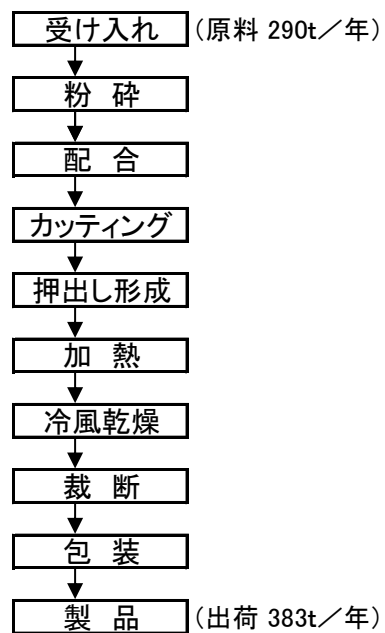 受け入れ (原料 290t／年)
粉 砕
配 合
カッティング
押出し形成
加 熱
冷風乾燥
裁 断
包 装
製 品 (出荷 383t／年)